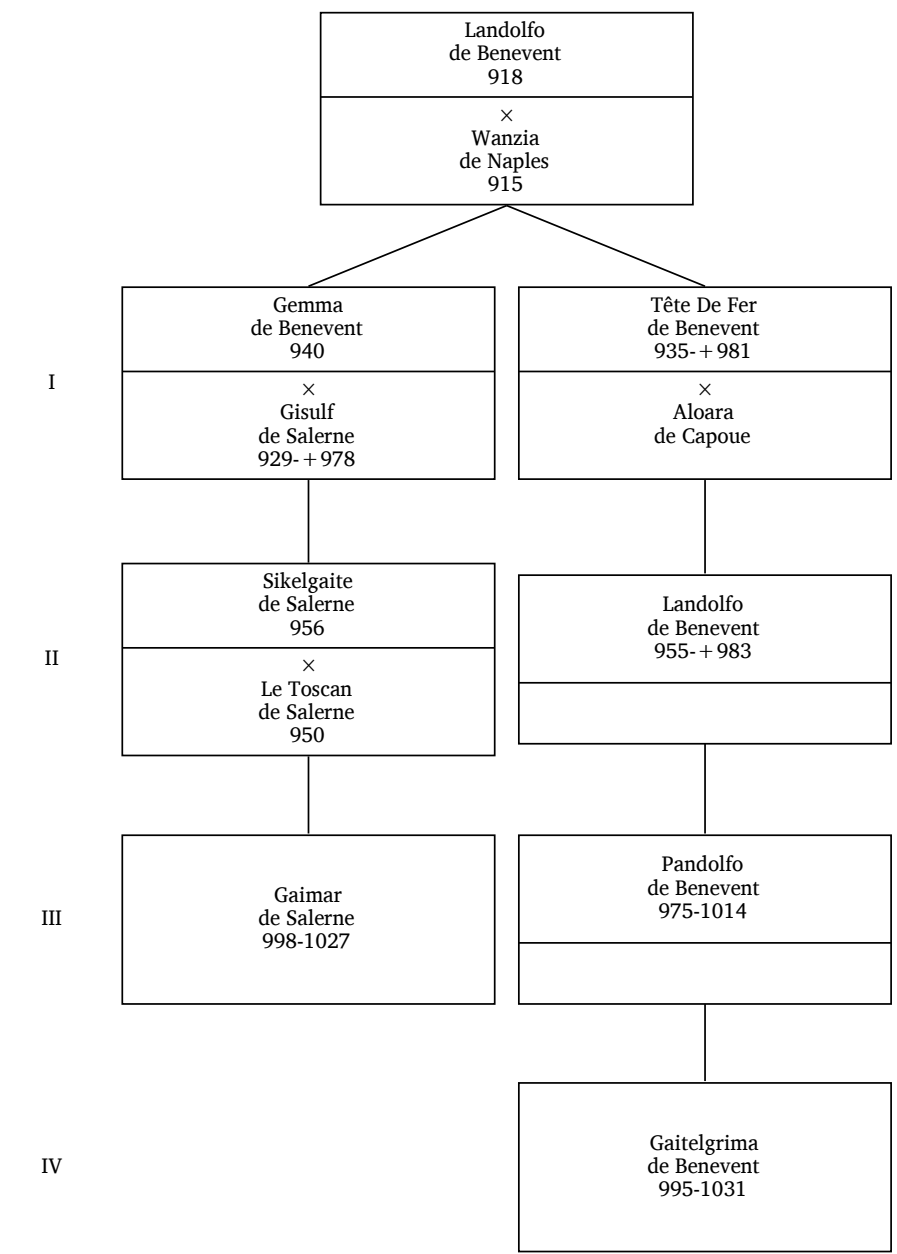 Landolfo
de Benevent
918
×
Wanzia
de Naples
915
Gemma
de Benevent
940
×
Gisulf
de Salerne
929-+978
Tête De Fer
de Benevent
935-+981
×
Aloara
de Capoue
I
Sikelgaite
de Salerne
956
×
Le Toscan
de Salerne
950
Landolfo
de Benevent
955-+983
II
Gaimar
de Salerne
998-1027
Pandolfo
de Benevent
975-1014
III
Gaitelgrima
de Benevent
995-1031
IV